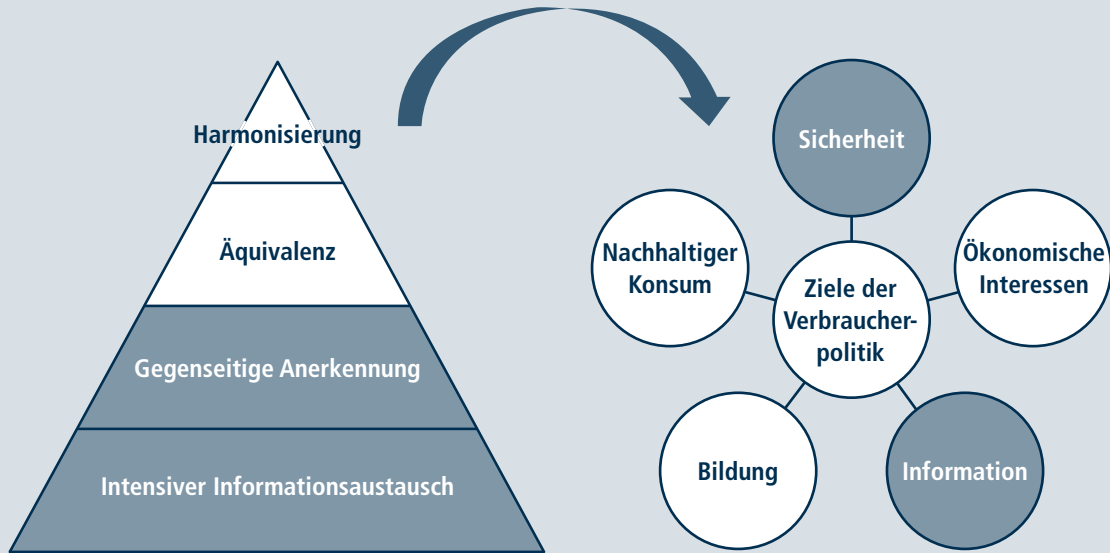 Harmonisierung
Äquivalenz
Gegenseitige Anerkennung
Intensiver Informationsaustausch
Sicherheit
Nachhaltiger
Konsum
Ökonomische
Interessen
Ziele der
Verbraucher-
politik
Bildung
Information